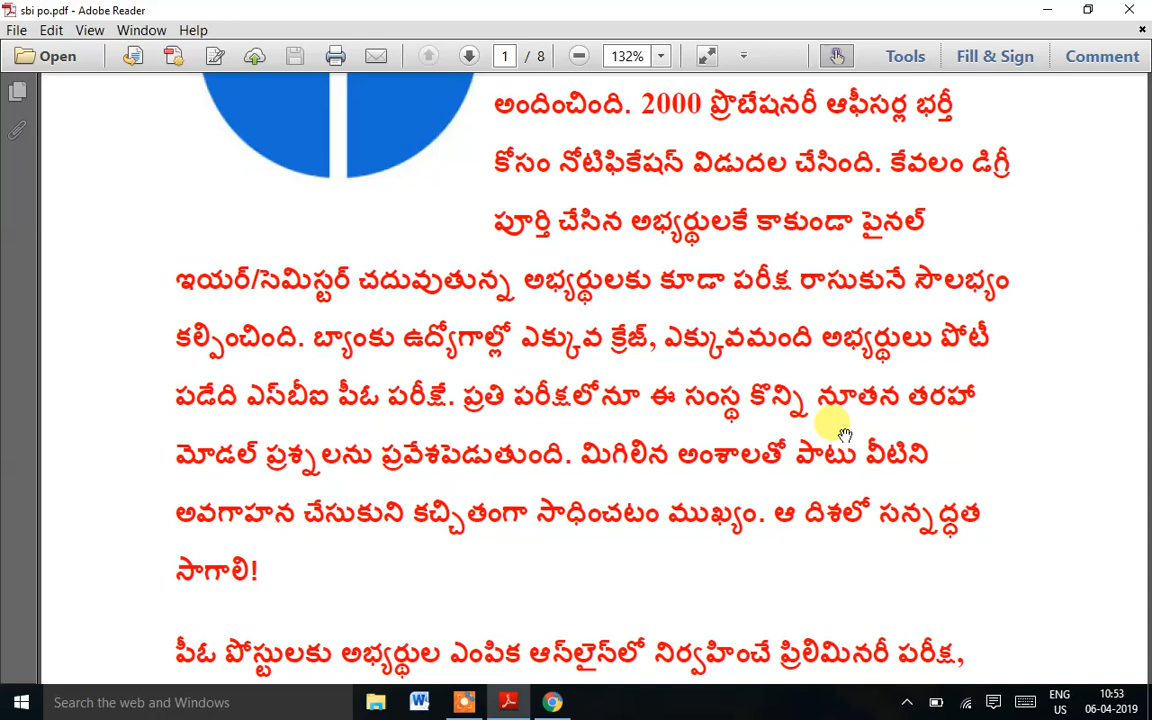 sbi po.pdf - Adobe Reader
File Edit View Window Help
Open 1 / 8 132% Tools Fill & Sign Comment
అందించింది. 2000 ప్రొబేషనరీ ఆఫీసర్ల భర్తీ
కోసం నోటిఫికేషన్ విడుదల చేసింది. కేవలం డిగ్రీ
పూర్తి చేసిన అభ్యర్థులకే కాకుండా ఫైనల్
ఇయర్/సెమిస్టర్ చదువుతున్న అభ్యర్థులకు కూడా పరీక్ష రాసుకునే సౌలభ్యం
కల్పించింది. బ్యాంకు ఉద్యోగాల్లో ఎక్కువ క్రేజ్, ఎక్కువమంది అభ్యర్థులు పోటీ
పడేది ఎస్‌బీఐ పీఓ పరీక్షే. ప్రతి పరీక్షలోనూ ఈ సంస్థ కొన్ని నూతన తరహా
మోడల్ ప్రశ్నలను ప్రవేశపెడుతుంది. మిగిలిన అంశాలతో పాటు వీటిని
అవగాహన చేసుకుని కచ్చితంగా సాధించటం ముఖ్యం. ఆ దిశలో సన్నద్ధత
సాగాలి!
పీఓ పోస్టులకు అభ్యర్థుల ఎంపిక ఆన్‌లైన్‌లో నిర్వహించే ప్రిలిమినరీ పరీక్ష,
Search the web and Windows
ENG 10:53
US 06-04-2019